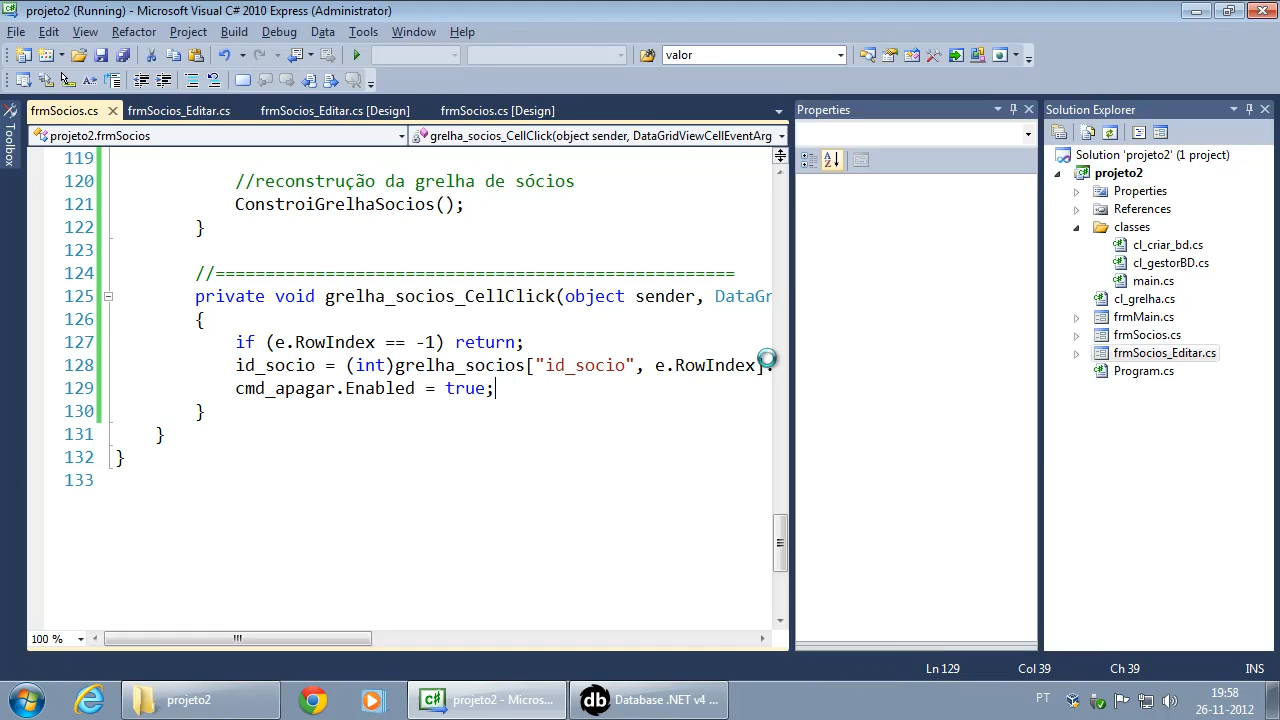 projeto2 (Running) - Microsoft Visual C# 2010 Express (Administrator)
File Edit View Refactor Project Build Debug Data Tools Window Help
valor
frmSocios.cs frmSocios_Editar.cs frmSocios_Editar.cs [Design] frmSocios.cs [Design]
projeto2.frmSocios grelha_socios_CellClick(object sender, DataGridViewCellEventArg
119
120 //reconstrução da grelha de sócios
121 ConstroiGrelhaSocios();
122 }
123
124 //====================================================
125 private void grelha_socios_CellClick(object sender, DataGr
126 {
127 if (e.RowIndex == -1) return;
128 id_socio = (int)grelha_socios["id_socio", e.RowIndex].
129 cmd_apagar.Enabled = true;
130 }
131 }
132 }
133
100 %
Properties
Solution Explorer
Solution 'projeto2' (1 project)
projeto2
Properties
References
classes
cl_criar_bd.cs
cl_gestorBD.cs
main.cs
cl_grelha.cs
frmMain.cs
frmSocios.cs
frmSocios_Editar.cs
Program.cs
Ln 129 Col 39 Ch 39 INS
projeto2
C#
projeto2 - Micros...
db
Database .NET v4 ...
PT
19:58
26-11-2012